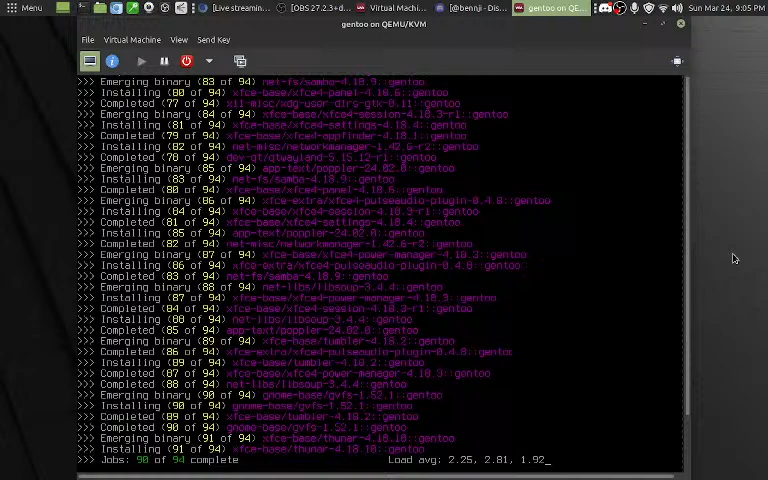 Menu
[Live streamin...
[OBS 27.2.3+d...
Virtual Machin...
[@bennji - Dis...
gentoo on QE...
Sun Mar 24, 9:05 PM
gentoo on QEMU/KVM
File Virtual Machine View Send Key
>>> Emerging binary (83 of 94) net-fs/samba-4.18.9::gentoo
>>> Installing (80 of 94) xfce-base/xfce4-panel-4.18.6::gentoo
>>> Completed (77 of 94) x11-misc/xdg-user-dirs-gtk-0.11::gentoo
>>> Emerging binary (84 of 94) xfce-base/xfce4-session-4.18.3-r1::gentoo
>>> Installing (81 of 94) xfce-base/xfce4-settings-4.18.4::gentoo
>>> Completed (79 of 94) xfce-base/xfce4-appfinder-4.18.1::gentoo
>>> Installing (82 of 94) net-misc/networkmanager-1.42.6-r2::gentoo
>>> Completed (78 of 94) dev-qt/qtwayland-5.15.12-r1::gentoo
>>> Emerging binary (85 of 94) app-text/poppler-24.02.0::gentoo
>>> Installing (83 of 94) net-fs/samba-4.18.9::gentoo
>>> Completed (80 of 94) xfce-base/xfce4-panel-4.18.6::gentoo
>>> Emerging binary (86 of 94) xfce-extra/xfce4-pulseaudio-plugin-0.4.8::gentoo
>>> Installing (84 of 94) xfce-base/xfce4-session-4.18.3-r1::gentoo
>>> Completed (81 of 94) xfce-base/xfce4-settings-4.18.4::gentoo
>>> Installing (85 of 94) app-text/poppler-24.02.0::gentoo
>>> Completed (82 of 94) net-misc/networkmanager-1.42.6-r2::gentoo
>>> Emerging binary (87 of 94) xfce-base/xfce4-power-manager-4.18.3::gentoo
>>> Installing (86 of 94) xfce-extra/xfce4-pulseaudio-plugin-0.4.8::gentoo
>>> Completed (83 of 94) net-fs/samba-4.18.9::gentoo
>>> Emerging binary (88 of 94) net-libs/libsoup-3.4.4::gentoo
>>> Installing (87 of 94) xfce-base/xfce4-power-manager-4.18.3::gentoo
>>> Completed (84 of 94) xfce-base/xfce4-session-4.18.3-r1::gentoo
>>> Installing (88 of 94) net-libs/libsoup-3.4.4::gentoo
>>> Completed (85 of 94) app-text/poppler-24.02.0::gentoo
>>> Emerging binary (89 of 94) xfce-base/tumbler-4.18.2::gentoo
>>> Completed (86 of 94) xfce-extra/xfce4-pulseaudio-plugin-0.4.8::gentoo
>>> Installing (89 of 94) xfce-base/tumbler-4.18.2::gentoo
>>> Completed (87 of 94) xfce-base/xfce4-power-manager-4.18.3::gentoo
>>> Completed (88 of 94) net-libs/libsoup-3.4.4::gentoo
>>> Emerging binary (90 of 94) gnome-base/gvfs-1.52.1::gentoo
>>> Installing (90 of 94) gnome-base/gvfs-1.52.1::gentoo
>>> Completed (89 of 94) xfce-base/tumbler-4.18.2::gentoo
>>> Completed (90 of 94) gnome-base/gvfs-1.52.1::gentoo
>>> Emerging binary (91 of 94) xfce-base/thunar-4.18.10::gentoo
>>> Installing (91 of 94) xfce-base/thunar-4.18.10::gentoo
>>> Jobs: 90 of 94 complete Load avg: 2.25, 2.81, 1.92_